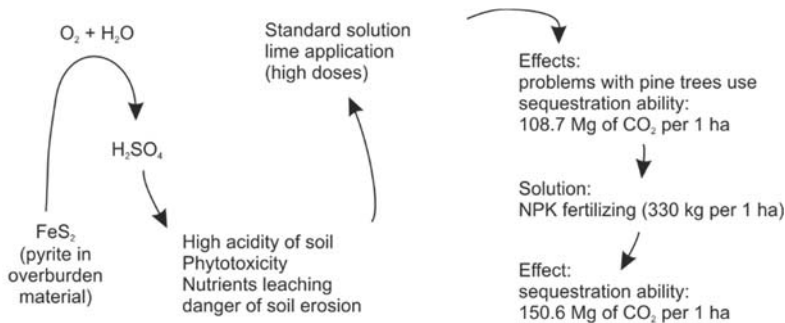 O₂ + H₂O
H₂SO₄
FeS₂
(pyrite in
overburden
material)
High acidity of soil
Phytotoxicity
Nutrients leaching
danger of soil erosion
Standard solution
lime application
(high doses)
Effects:
problems with pine trees use
sequestration ability:
108.7 Mg of CO₂ per 1 ha
Solution:
NPK fertilizing (330 kg per 1 ha)
Effect:
sequestration ability:
150.6 Mg of CO₂ per 1 ha